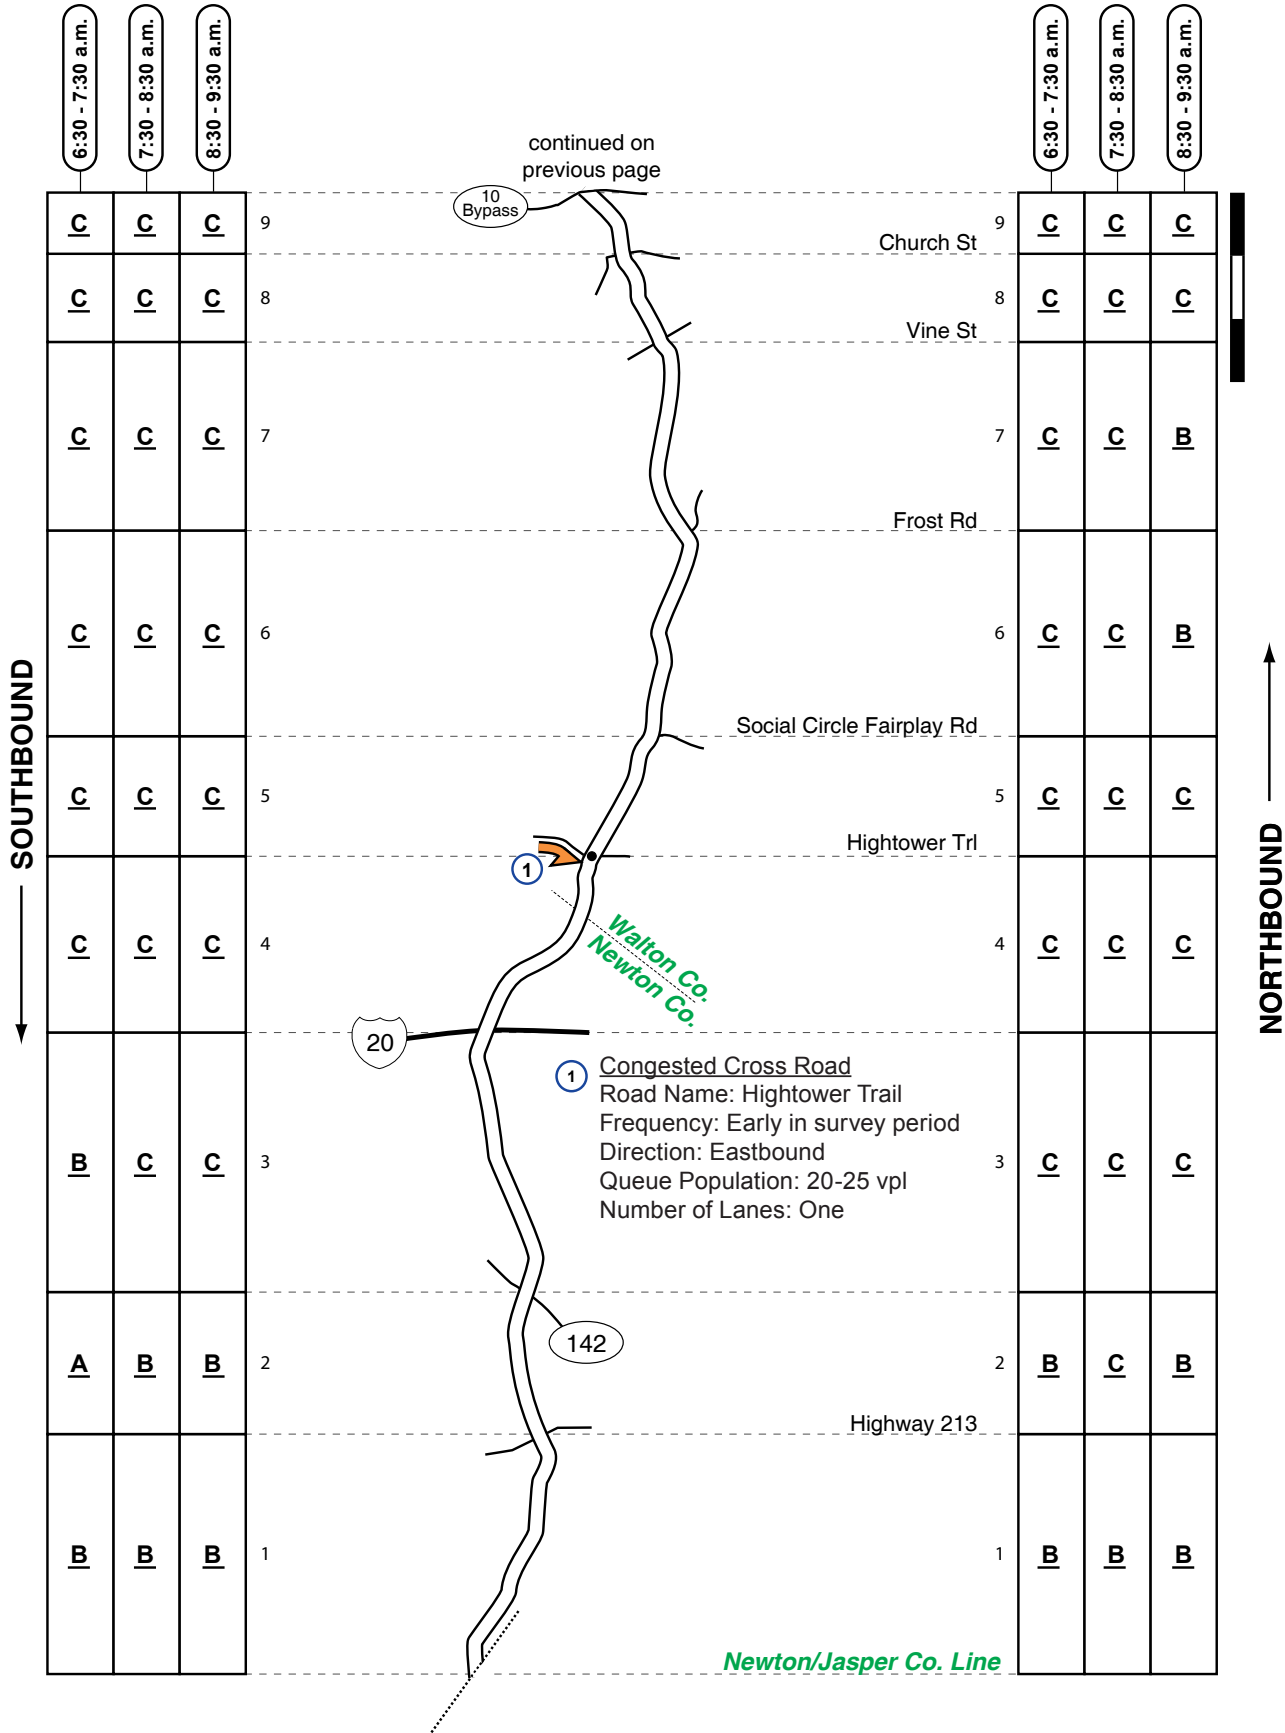 6:30 - 7:30 a.m.
7:30 - 8:30 a.m.
8:30 - 9:30 a.m.
6:30 - 7:30 a.m.
7:30 - 8:30 a.m.
8:30 - 9:30 a.m.
continued on
previous page
10
Bypass
C C C 9
9 C C C
Church St
C C C 8
8 C C C
Vine St
C C C 7
7 C C B
Frost Rd
C C C 6
6 C C B
SOUTHBOUND
NORTHBOUND
Social Circle Fairplay Rd
C C C 5
5 C C C
Hightower Trl
1
C C C 4
4 C C C
Walton Co.
Newton Co.
20
1 Congested Cross Road
Road Name: Hightower Trail
Frequency: Early in survey period
Direction: Eastbound
Queue Population: 20-25 vpl
Number of Lanes: One
B C C 3
3 C C C
142
A B B 2
2 B C B
Highway 213
B B B 1
1 B B B
Newton/Jasper Co. Line